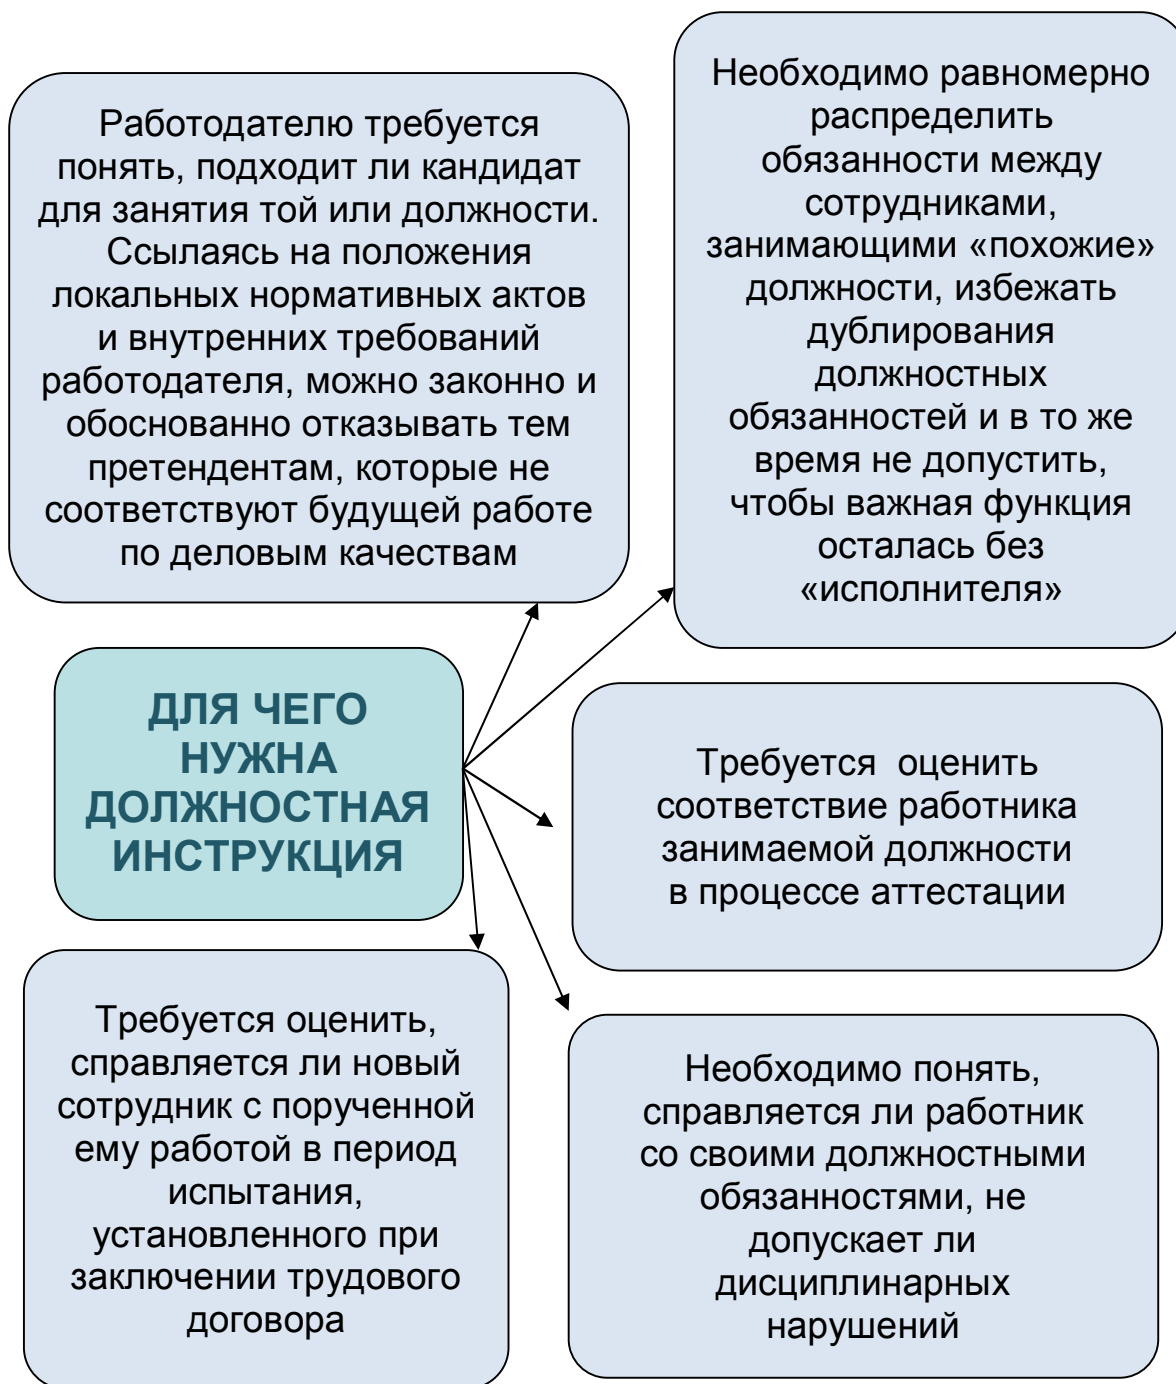 Работодателю требуется
понять, подходит ли кандидат
для занятия той или должности.
Ссылаясь на положения
локальных нормативных актов
и внутренних требований
работодателя, можно законно и
обоснованно отказывать тем
претендентам, которые не
соответствуют будущей работе
по деловым качествам
Необходимо равномерно
распределить
обязанности между
сотрудниками,
занимающими «похожие»
должности, избежать
дублирования
должностных
обязанностей и в то же
время не допустить,
чтобы важная функция
осталась без
«исполнителя»
ДЛЯ ЧЕГО
НУЖНА
ДОЛЖНОСТНАЯ
ИНСТРУКЦИЯ
Требуется  оценить
соответствие работника
занимаемой должности
в процессе аттестации
Требуется оценить,
справляется ли новый
сотрудник с порученной
ему работой в период
испытания,
установленного при
заключении трудового
договора
Необходимо понять,
справляется ли работник
со своими должностными
обязанностями, не
допускает ли
дисциплинарных
нарушений